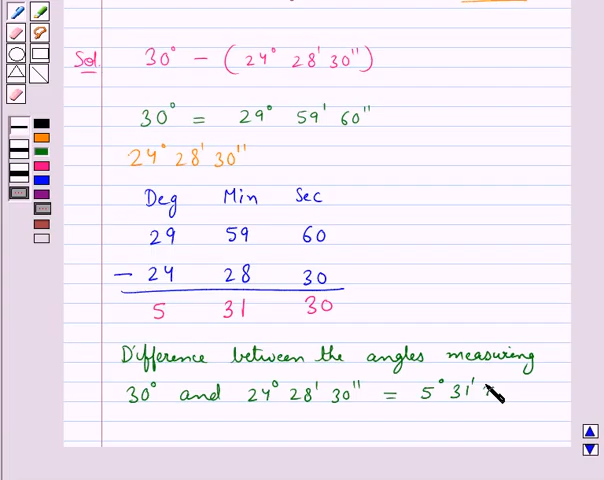 Sol. 30° - (24° 28' 30")
30° = 29° 59' 60"
24° 28' 30"
Deg Min Sec
29 59 60
- 24 28 30
5 31 30
Difference between the angles measuring
30° and 24° 28' 30" = 5° 31'